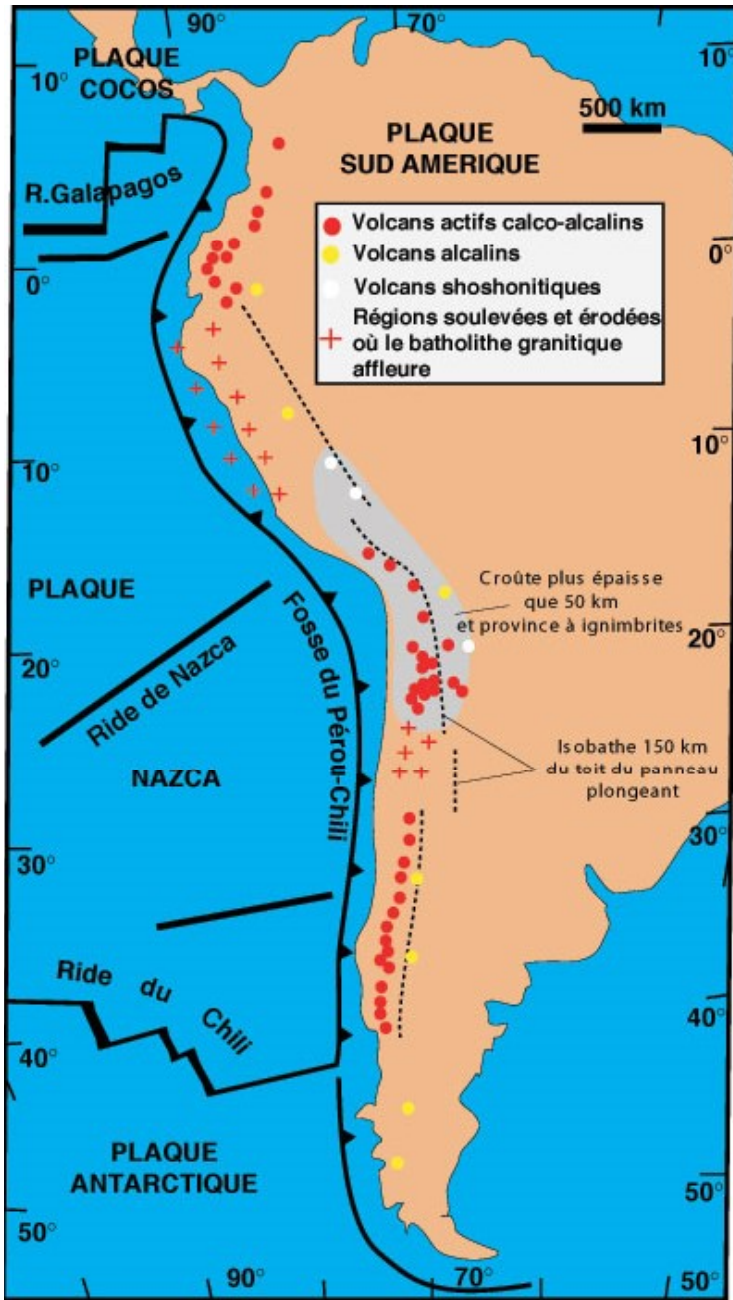 90°
70°
PLAQUE
COCOS
10°
10°
500 km
PLAQUE
SUD AMERIQUE
R.Galapagos
Volcans actifs calco-alcalins
Volcans alcalins
Volcans shoshonitiques
Régions soulevées et érodées
où le batholithe granitique
affleure
0°
0°
10°
10°
PLAQUE
Croûte plus épaisse
que 50 km
et province à ignimbrites
Fosse du Pérou-Chili
Ride de Nazca
20°
20°
NAZCA
Isobathe 150 km
du toit du panneau
plongeant
30°
30°
Ride du Chili
40°
40°
PLAQUE
ANTARCTIQUE
50°
50°
90°
70°